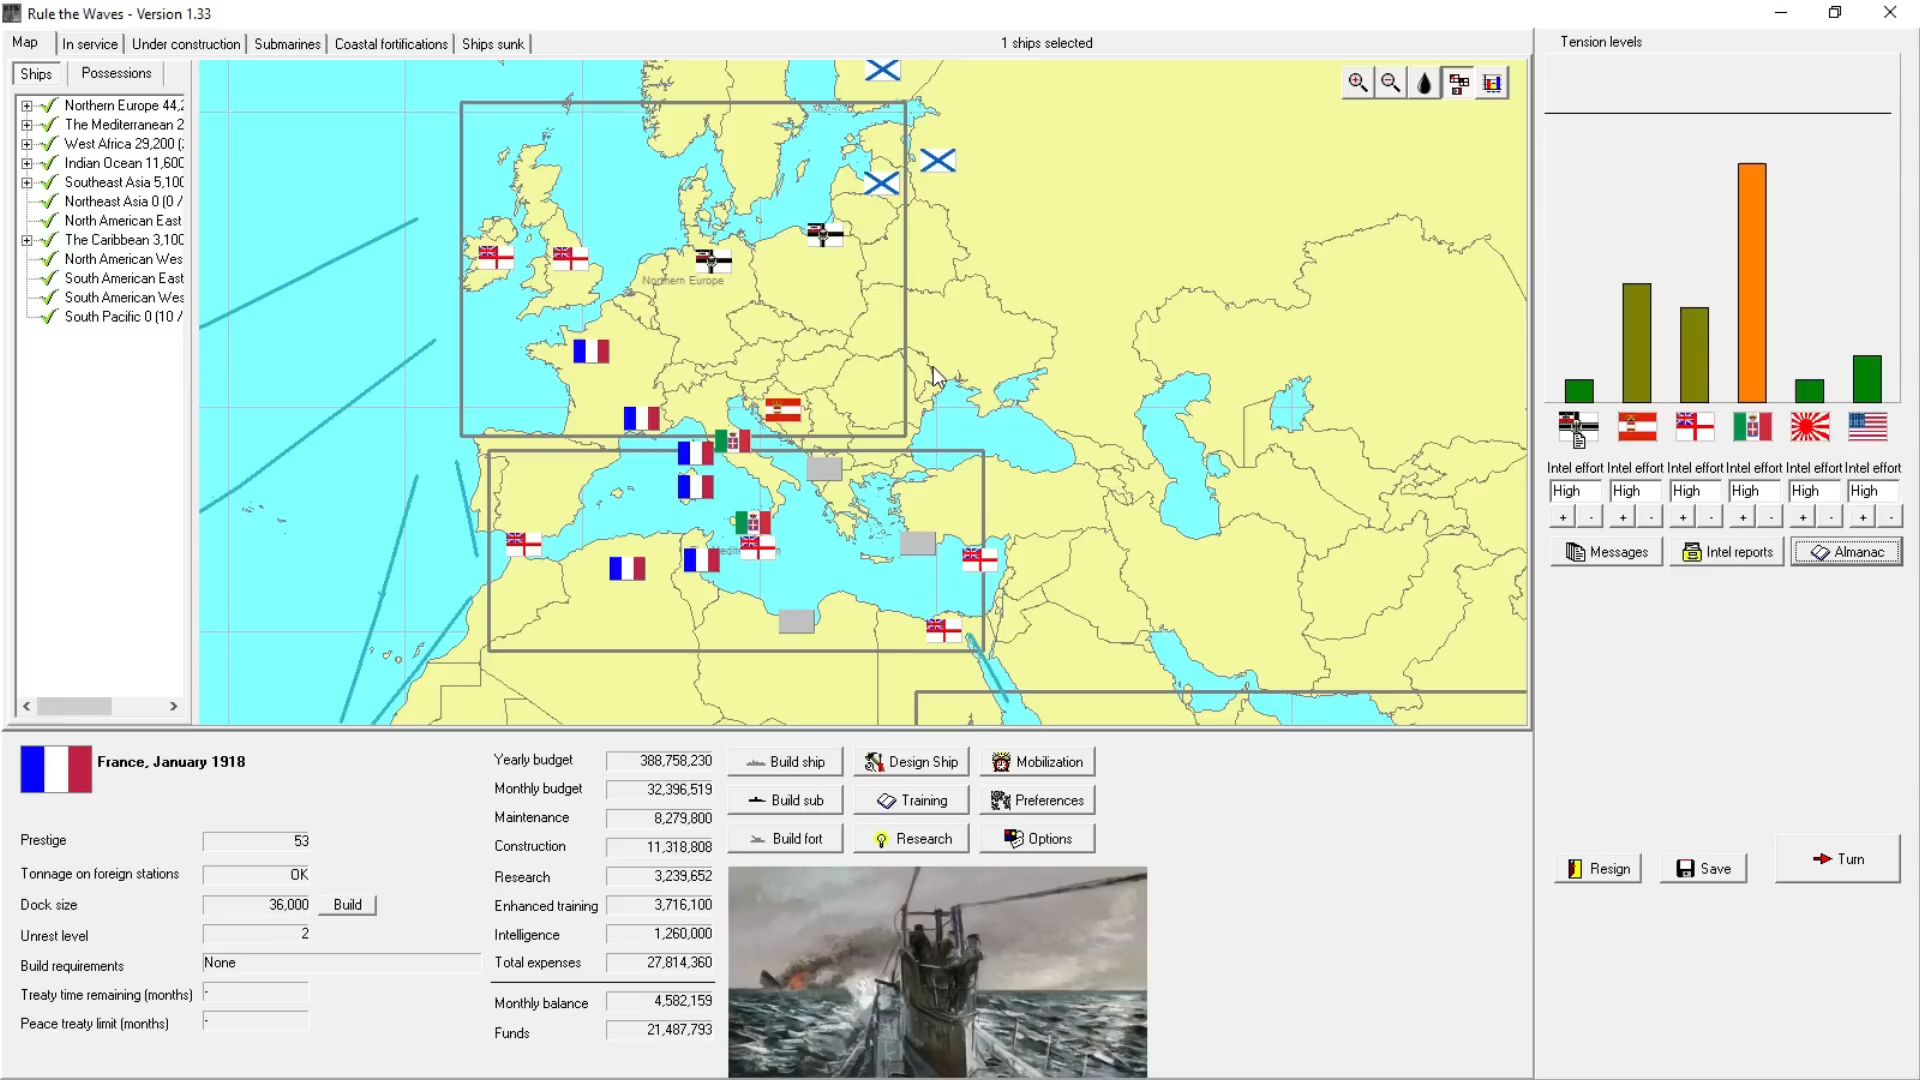 Rule the Waves - Version 1.33
Map In service Under construction Submarines Coastal fortifications Ships sunk
1 ships selected
Tension levels
Ships Possessions
Northern Europe 44,2
The Mediterranean 2
West Africa 29,200 (
Indian Ocean 11,600
Southeast Asia 5,100
Northeast Asia 0 (0 /
North American East
The Caribbean 3,100
North American Wes
South American East
South American Wes
South Pacific 0 (10 /
Northern Europe
Intel effort Intel effort Intel effort Intel effort Intel effort Intel effort
High High High High High High
+ - + - + - + - + - + -
Messages Intel reports Almanac
France, January 1918
Prestige 53
Tonnage on foreign stations OK
Dock size 36,000 Build
Unrest level 2
Build requirements None
Treaty time remaining (months) -
Peace treaty limit (months) -
Yearly budget 388,758,230
Monthly budget 32,396,519
Maintenance 8,279,800
Construction 11,318,808
Research 3,239,652
Enhanced training 3,716,100
Intelligence 1,260,000
Total expenses 27,814,360
Monthly balance 4,582,159
Funds 21,487,793
Build ship Design Ship Mobilization
Build sub Training Preferences
Build fort Research Options
Resign Save Turn